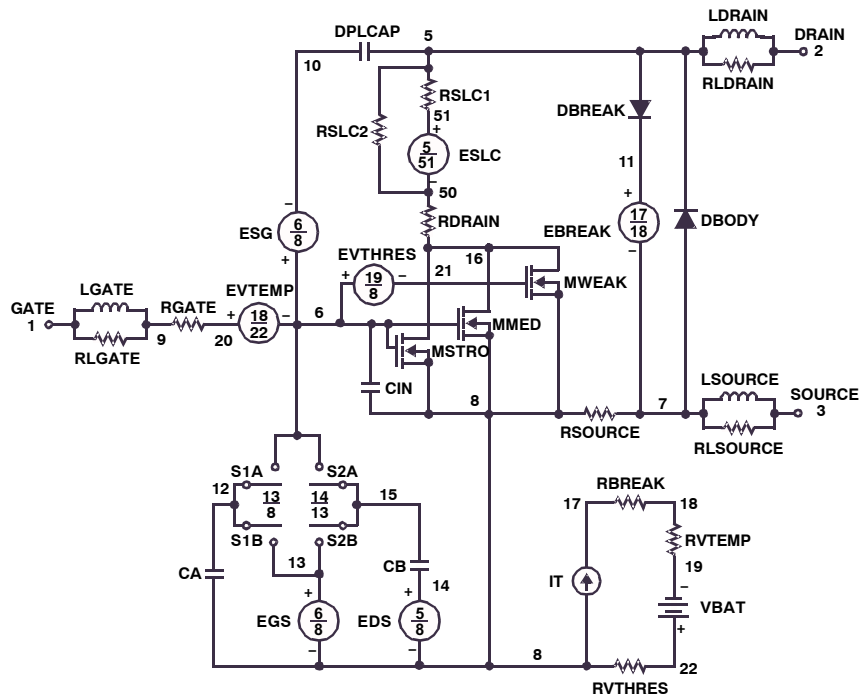 LDRAIN
DPLCAP 5 DRAIN
10 2
RLDRAIN
RSLC1
51
+
RSLC2
DBREAK
5
51
ESLC
11
−
50
−
+
RDRAIN
17
18
ESG 6
8
EBREAK DBODY
+
EVTHRES
16
−
+ 19
8 −
21
MWEAK
LGATE
GATE
1
RGATE
EVTEMP
+ 18
22 −
6
MMED
9 20
RLGATE
MSTRO
CIN
LSOURCE
8 7 SOURCE
3
RSOURCE
RLSOURCE
S1A S2A
RBREAK
12
13
8
14
13
15
17 18
S1B S2B
RVTEMP
13
CA CB
19
IT
14
−
+ +
VBAT
EGS 6
8
EDS 5
8
+
− −
8
22
RVTHRES